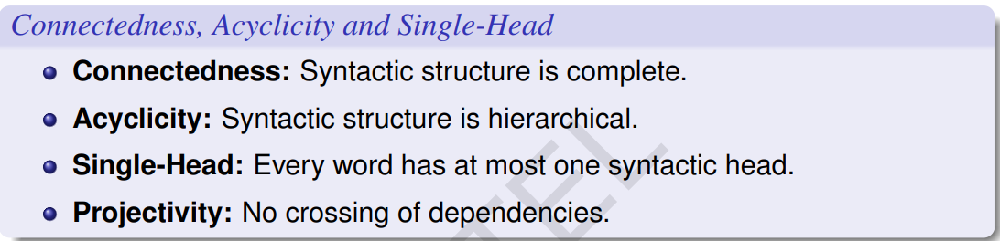 Connectedness, Acyclicity and Single-Head
Connectedness: Syntactic structure is complete.
Acyclicity: Syntactic structure is hierarchical.
Single-Head: Every word has at most one syntactic head.
Projectivity: No crossing of dependencies.
TEL